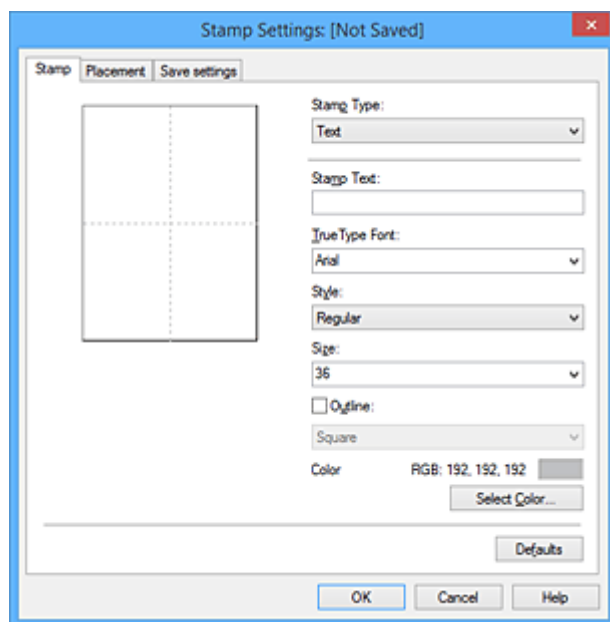 Stamp Settings: [Not Saved]
Stamp Placement Save settings
Stamp Type:
Text
Stamp Text:
TrueType Font:
Arial
Style:
Regular
Size:
36
Outline:
Square
Color RGB: 192, 192, 192
Select Color...
Defaults
OK Cancel Help